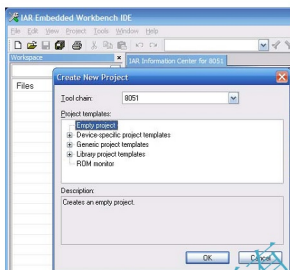 IAR Embedded Workbench IDE
File Edit View Project Tools Window Help
Workspace
IAR Information Center for 8051
Files
Create New Project
Tool chain: 8051
Project templates:
Empty project
Device-specific project templates
Generic project templates
Library project templates
ROM monitor
Description:
Creates an empty project.
OK Cancel